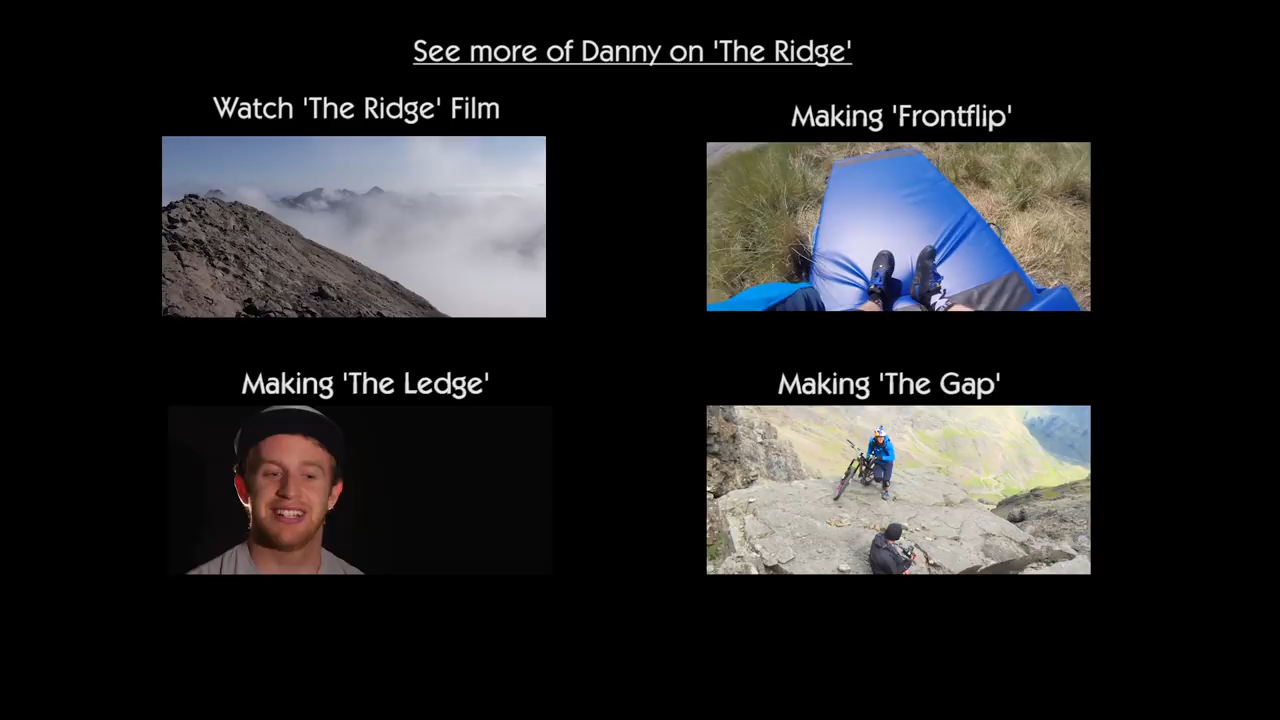 See more of Danny on 'The Ridge'
Watch 'The Ridge' Film
Making 'Frontflip'
Making 'The Ledge'
Making 'The Gap'